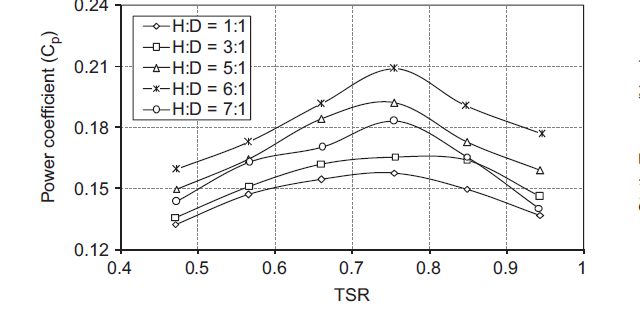 0.24
0.21
0.18
0.15
0.12
Power coefficient (Cp)
H:D = 1:1
H:D = 3:1
H:D = 5:1
H:D = 6:1
H:D = 7:1
0.4 0.5 0.6 0.7 0.8 0.9 1
TSR